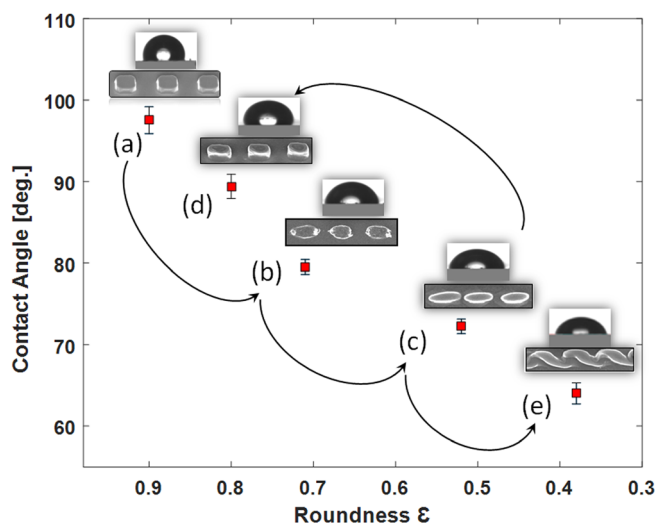 110
100
90
80
70
60
Contact Angle [deg.]
(a)
(d)
(b)
(c)
(e)
0.9 0.8 0.7 0.6 0.5 0.4 0.3
Roundness Ɛ